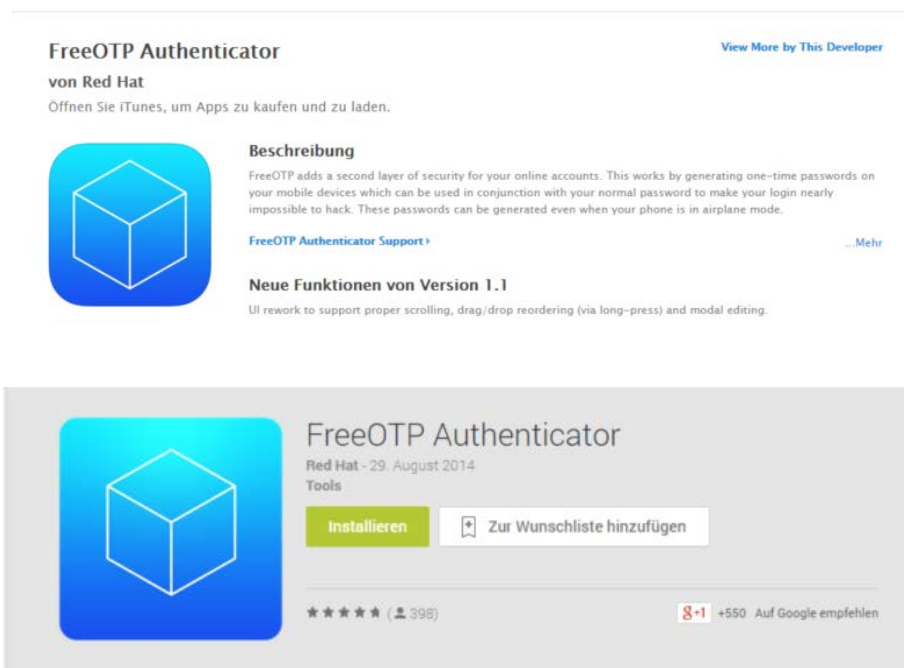 FreeOTP Authenticator
View More by This Developer
von Red Hat
Öffnen Sie iTunes, um Apps zu kaufen und zu laden.
Beschreibung
FreeOTP adds a second layer of security for your online accounts. This works by generating one-time passwords on
your mobile devices which can be used in conjunction with your normal password to make your login nearly
impossible to hack. These passwords can be generated even when your phone is in airplane mode.
FreeOTP Authenticator Support
...Mehr
Neue Funktionen von Version 1.1
UI rework to support proper scrolling, drag/drop reordering (via long-press) and modal editing.
FreeOTP Authenticator
Red Hat - 29. August 2014
Tools
Installieren
Zur Wunschliste hinzufügen
(398)
g+1 +550 Auf Google empfehlen